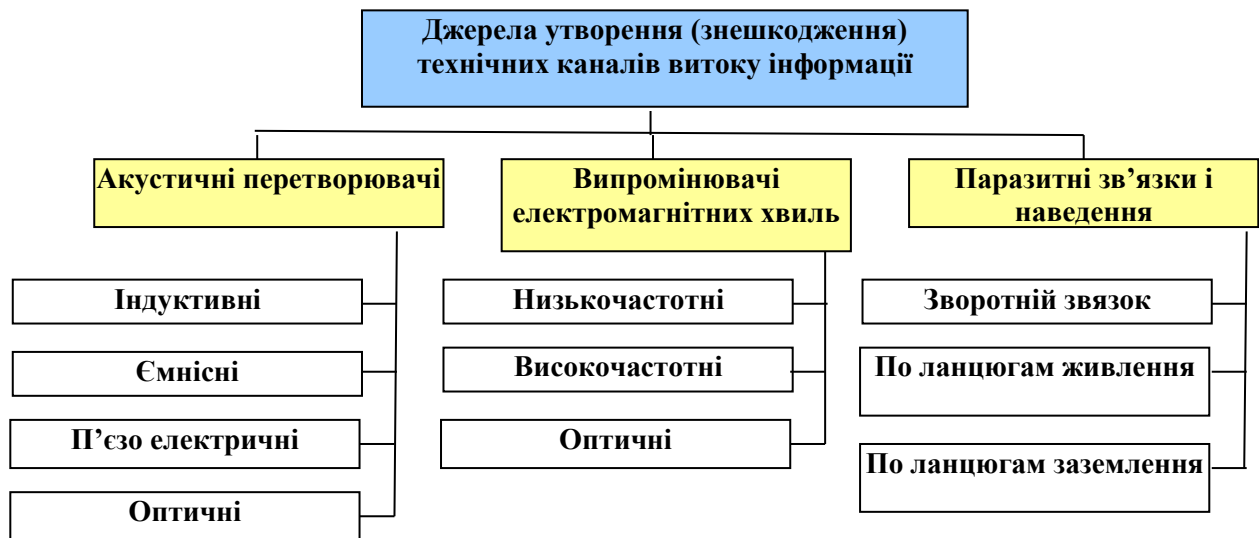 Джерела утворення (знешкодження)
технічних каналів витоку інформації
Акустичні перетворювачі
Індуктивні
Ємнісні
П’єзо електричні
Оптичні
Випромінювачі
електромагнітних хвиль
Низькочастотні
Височастотні
Оптичні
Паразитні зв’язки і
наведення
Зворотній звязок
По ланцюгам живлення
По ланцюгам заземлення